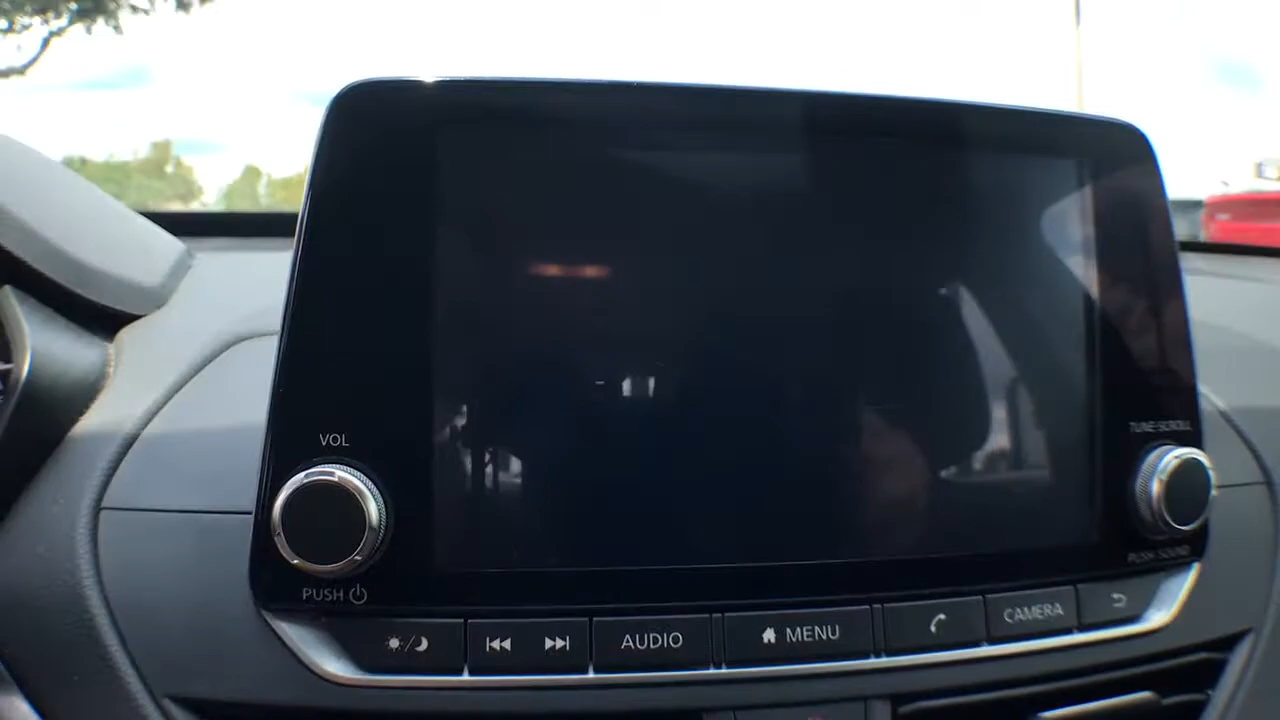 VOL
TUNE·SCROLL
PUSH
PUSH SOUND
AUDIO
MENU
CAMERA